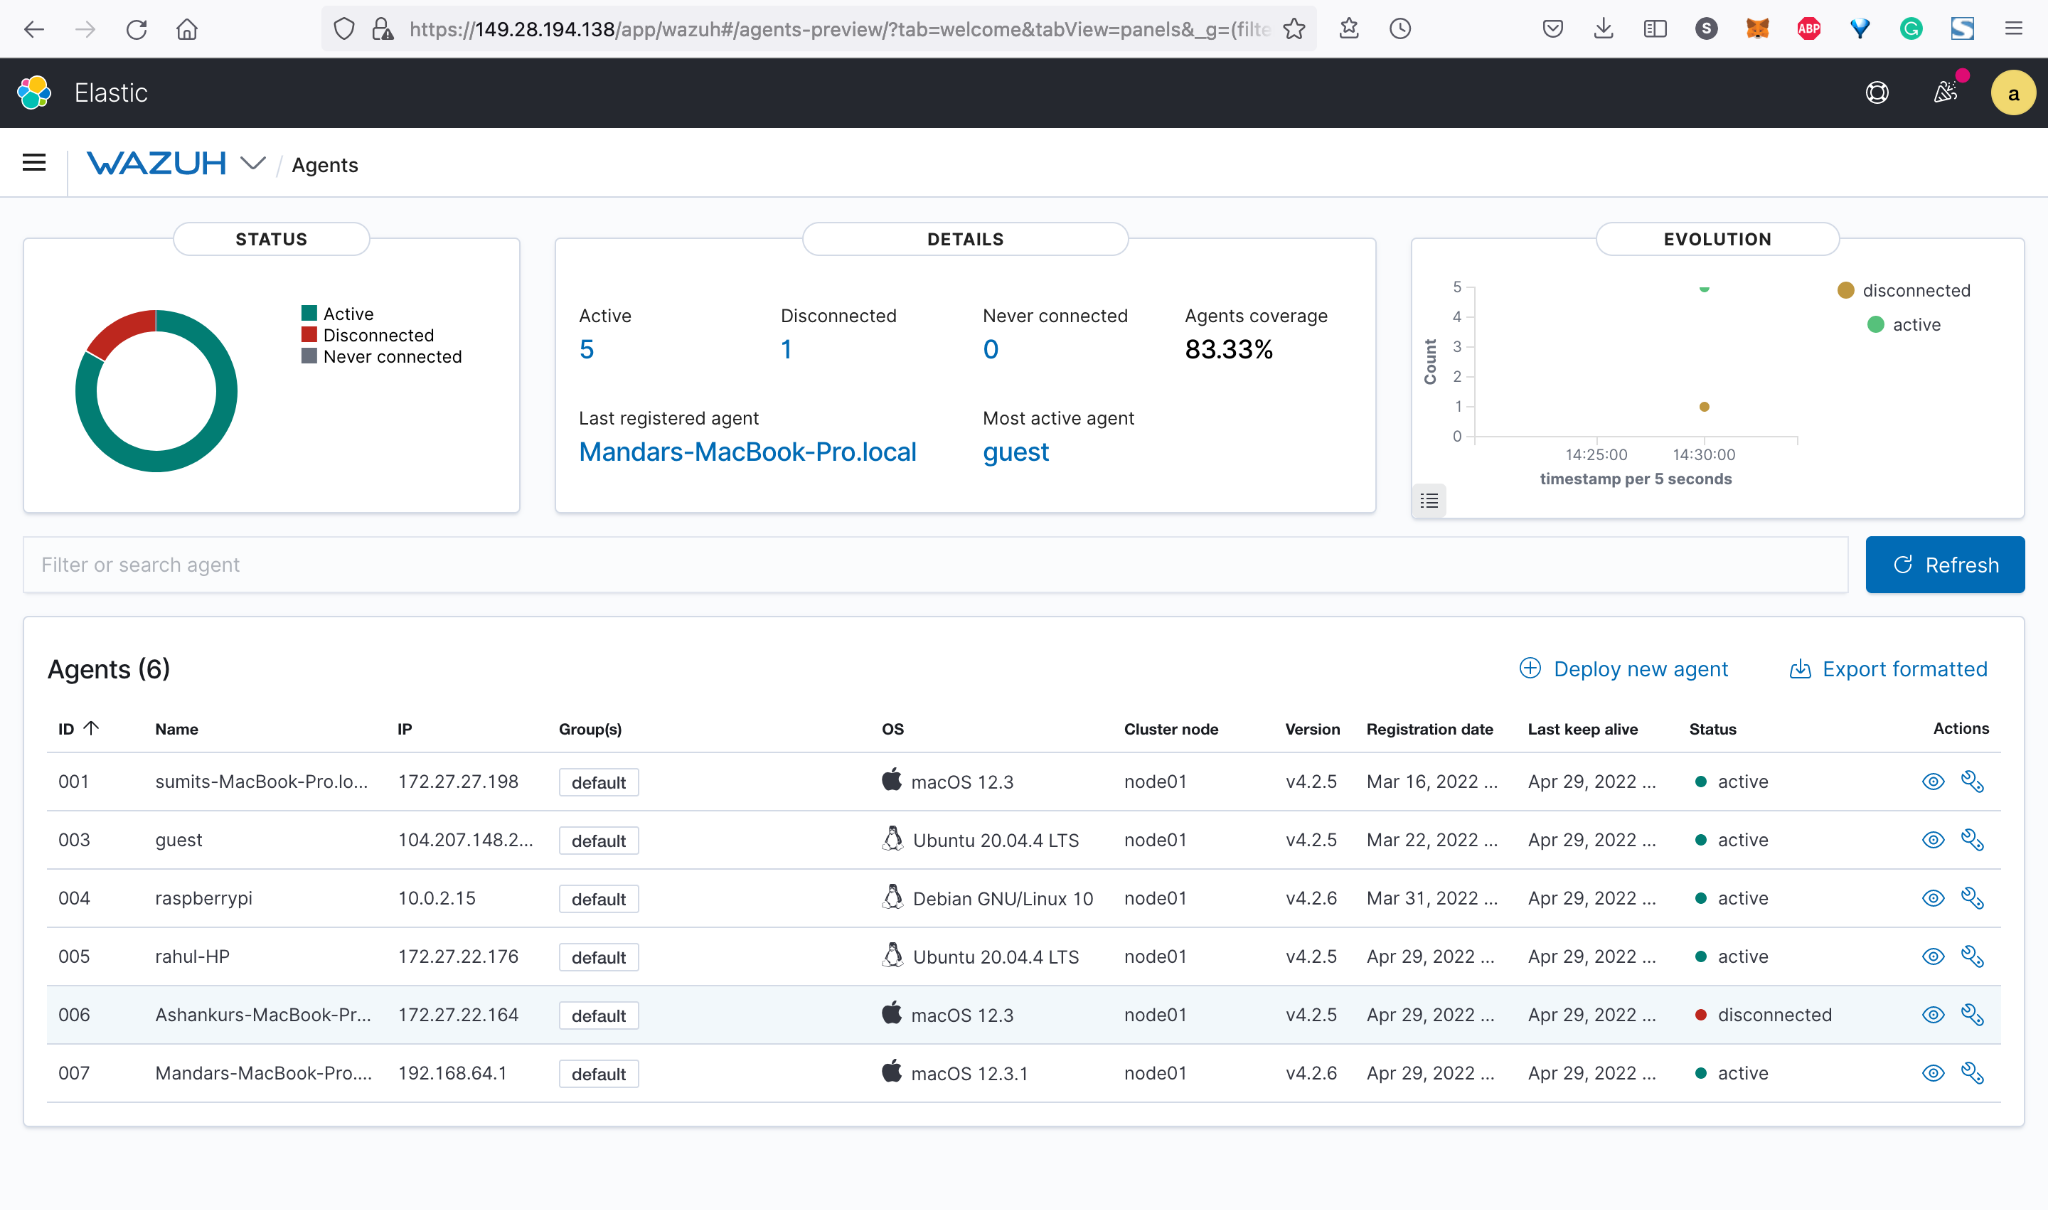 https://149.28.194.138/app/wazuh#/agents-preview/?tab=welcome&tabView=panels&_g=(filte
S
ABP
G
S
Elastic
a
WAZUH / Agents
STATUS
Active
Disconnected
Never connected
DETAILS
Active Disconnected Never connected Agents coverage
5 1 0 83.33%
Last registered agent Most active agent
Mandars-MacBook-Pro.local guest
EVOLUTION
5
4
3
2
1
0
Count
14:25:00 14:30:00
timestamp per 5 seconds
disconnected
active
Filter or search agent
Refresh
Agents (6)
Deploy new agent
Export formatted
ID Name IP Group(s) OS Cluster node Version Registration date Last keep alive Status Actions
001 sumits-MacBook-Pro.lo... 172.27.27.198 default macOS 12.3 node01 v4.2.5 Mar 16, 2022 ... Apr 29, 2022 ... active
003 guest 104.207.148.2... default Ubuntu 20.04.4 LTS node01 v4.2.5 Mar 22, 2022 ... Apr 29, 2022 ... active
004 raspberrypi 10.0.2.15 default Debian GNU/Linux 10 node01 v4.2.6 Mar 31, 2022 ... Apr 29, 2022 ... active
005 rahul-HP 172.27.22.176 default Ubuntu 20.04.4 LTS node01 v4.2.5 Apr 29, 2022 ... Apr 29, 2022 ... active
006 Ashankurs-MacBook-Pr... 172.27.22.164 default macOS 12.3 node01 v4.2.5 Apr 29, 2022 ... Apr 29, 2022 ... disconnected
007 Mandars-MacBook-Pro.... 192.168.64.1 default macOS 12.3.1 node01 v4.2.6 Apr 29, 2022 ... Apr 29, 2022 ... active